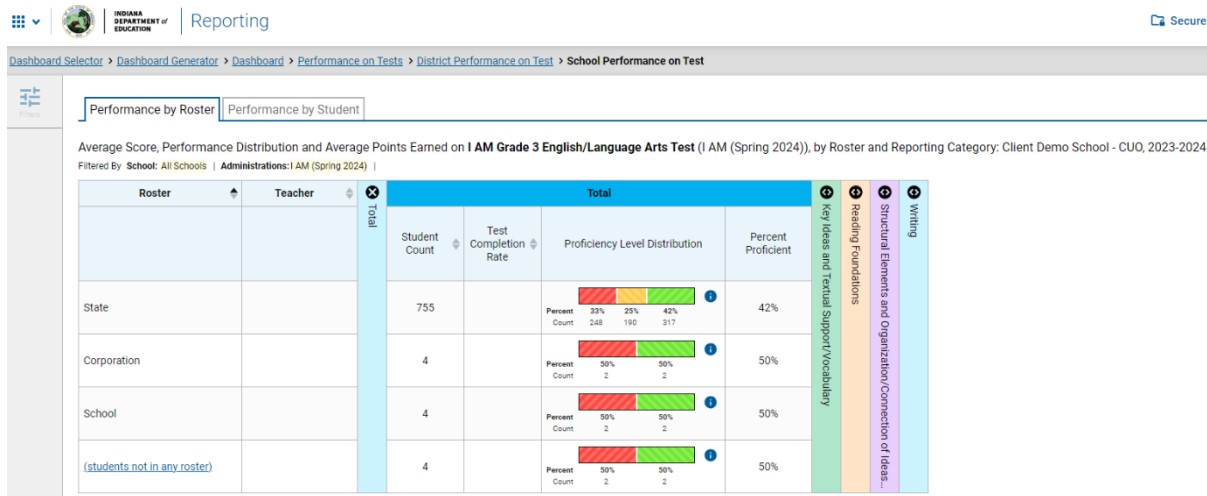 INDIANA
DEPARTMENT of
EDUCATION
Reporting
Secure
Dashboard Selector > Dashboard Generator > Dashboard > Performance on Tests > District Performance on Test > School Performance on Test
Filters
Performance by Roster
Performance by Student
Average Score, Performance Distribution and Average Points Earned on I AM Grade 3 English/Language Arts Test (I AM (Spring 2024)), by Roster and Reporting Category: Client Demo School - CUO, 2023-2024
Filtered By School: All Schools | Administrations: I AM (Spring 2024) |
Roster Teacher Total Total Key Ideas and Textual Support/Vocabulary Reading Foundations Structural Elements and Organization/Connection of Ideas... Writing
Student Count Test Completion Rate Proficiency Level Distribution Percent Proficient
State 755 42%
Percent 33% 25% 42%
Count 248 190 317
Corporation 4 50%
Percent 50% 50%
Count 2 2
School 4 50%
Percent 50% 50%
Count 2 2
(students not in any roster) 4 50%
Percent 50% 50%
Count 2 2